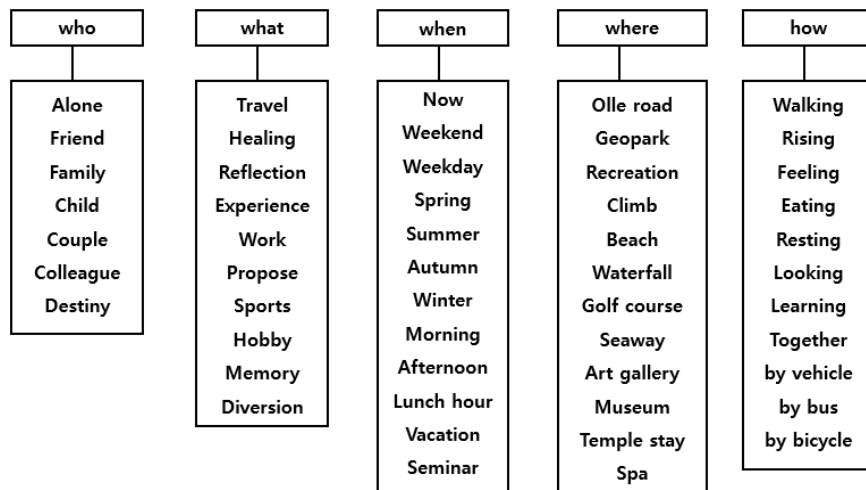 who
Alone
Friend
Family
Child
Couple
Colleague
Destiny
what
Travel
Healing
Reflection
Experience
Work
Propose
Sports
Hobby
Memory
Diversion
when
Now
Weekend
Weekday
Spring
Summer
Autumn
Winter
Morning
Afternoon
Lunch hour
Vacation
Seminar
where
Olle road
Geopark
Recreation
Climb
Beach
Waterfall
Golf course
Seaway
Art gallery
Museum
Temple stay
Spa
how
Walking
Rising
Feeling
Eating
Resting
Looking
Learning
Together
by vehicle
by bus
by bicycle